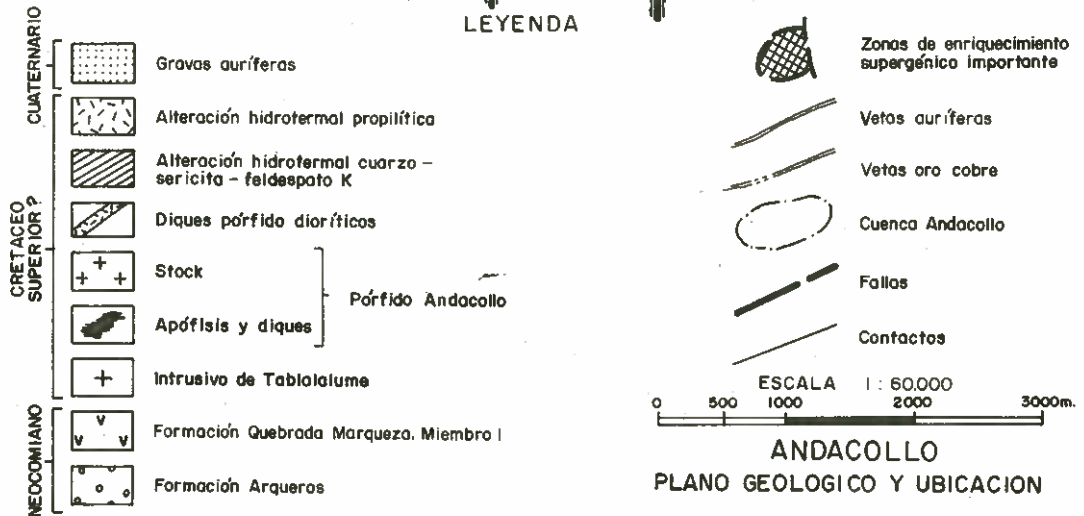 LEYENDA
CUATERNARIO
Gravas auríferas
CRETACEO
SUPERIOR?
Alteración hidrotermal propilítica
Alteración hidrotermal cuarzo –
sericita – feldespato K
Diques pórfido dioríticos
Stock
Apófisis y diques
Pórfido Andacollo
Intrusivo de Tablalalume
NEOCOMIANO
Formación Quebrada Marqueza. Miembro I
Formación Arqueros
Zonas de enriquecimiento
supergénico importante
Vetas auríferas
Vetas oro cobre
Cuenca Andacollo
Fallas
Contactos
ESCALA 1 : 60.000
0 500 1000 2000 3000m.
ANDACOLLO
PLANO GEOLOGICO Y UBICACION